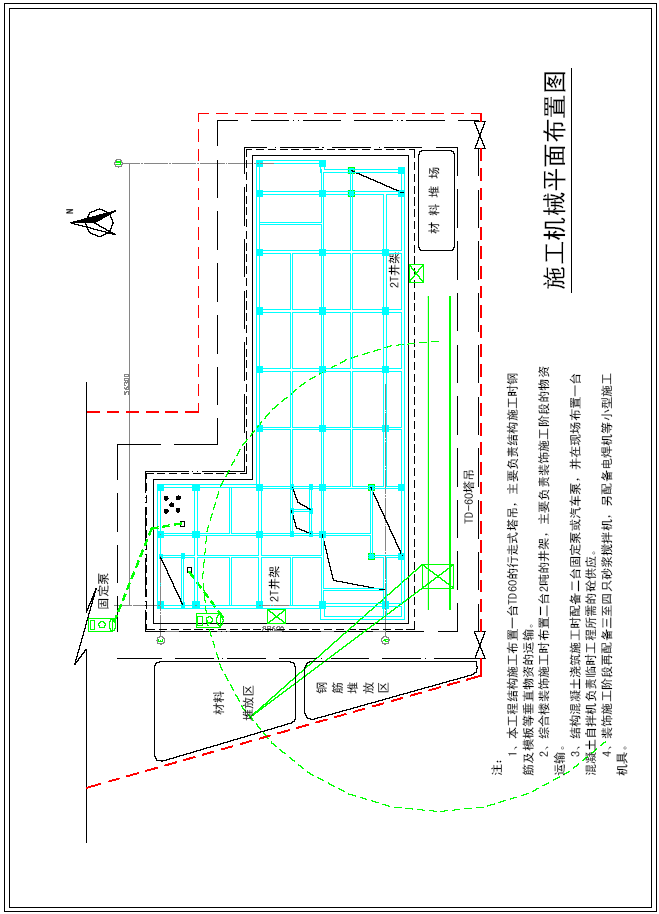 施工机械平面布置图
N
56300
材料堆场
2T井架
固定泵
2T井架
TD-60塔吊
材料
堆放区
钢
筋
堆
放
区
注:
1、本工程结构施工布置一台TD60的行走式塔吊,主要负责结构施工时钢
筋及模板等垂直物资的运输。
2、综合楼装饰施工时布置二台2吨的井架,主要负责装饰施工阶段的物资
运输。
3、结构混凝土浇筑施工时配备二台固定泵或汽车泵,并在现场布置一台
混凝土自拌机负责临时工程所需的砼供应。
4、装饰施工阶段再配备三至四只砂浆搅拌机,另配备电焊机等小型施工
机具。